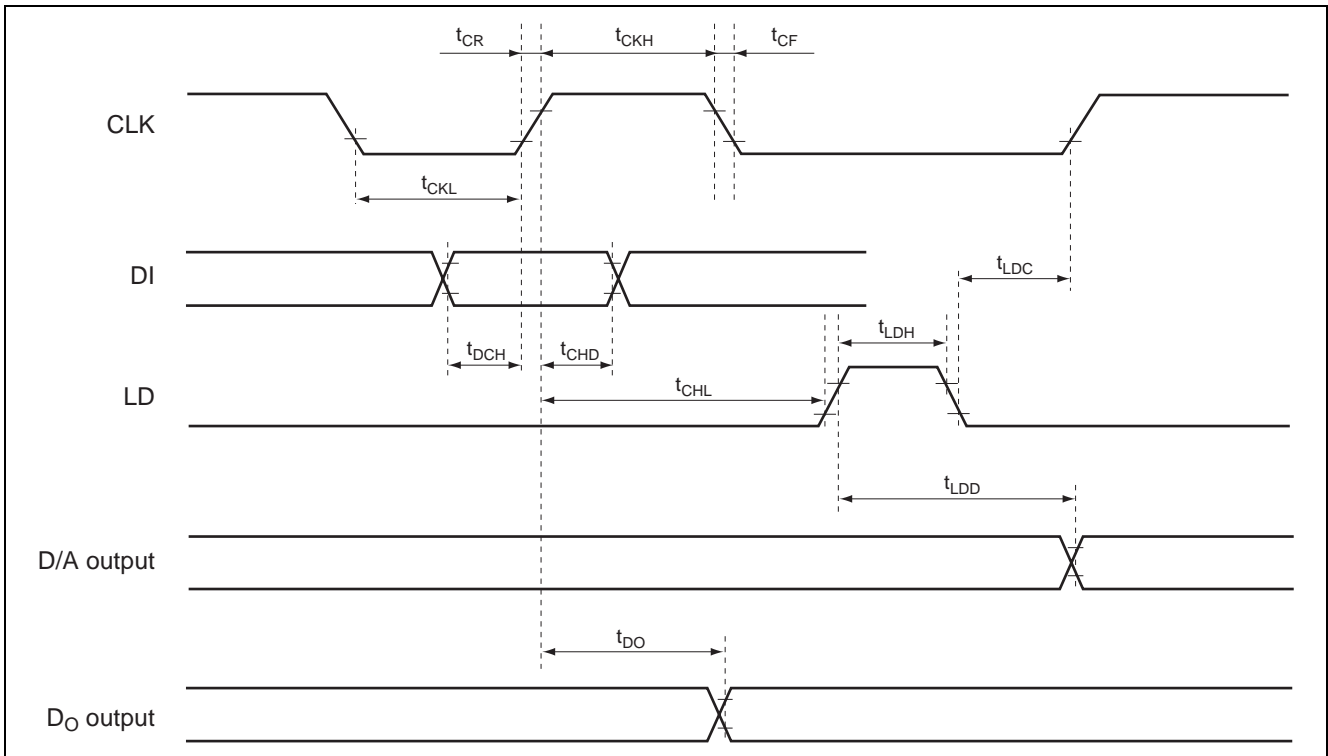 tCR tCKH tCF
CLK
tCKL
DI
tLDC
tLDH
tDCH tCHD
tCHL
LD
tLDD
D/A output
tDO
DO output